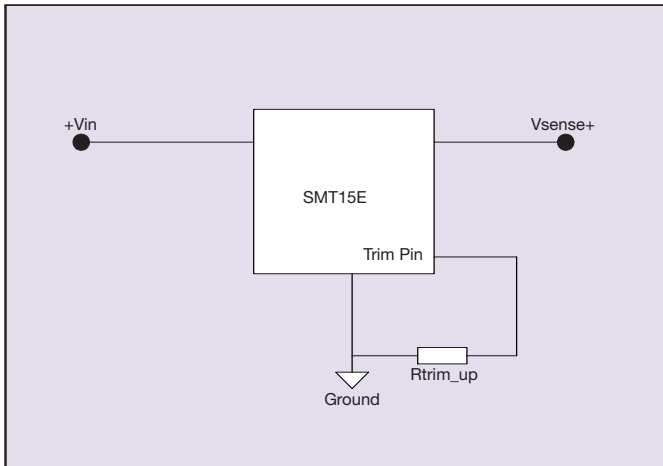 +Vin
Vsense+
SMT15E
Trim Pin
Rtrim_up
Ground